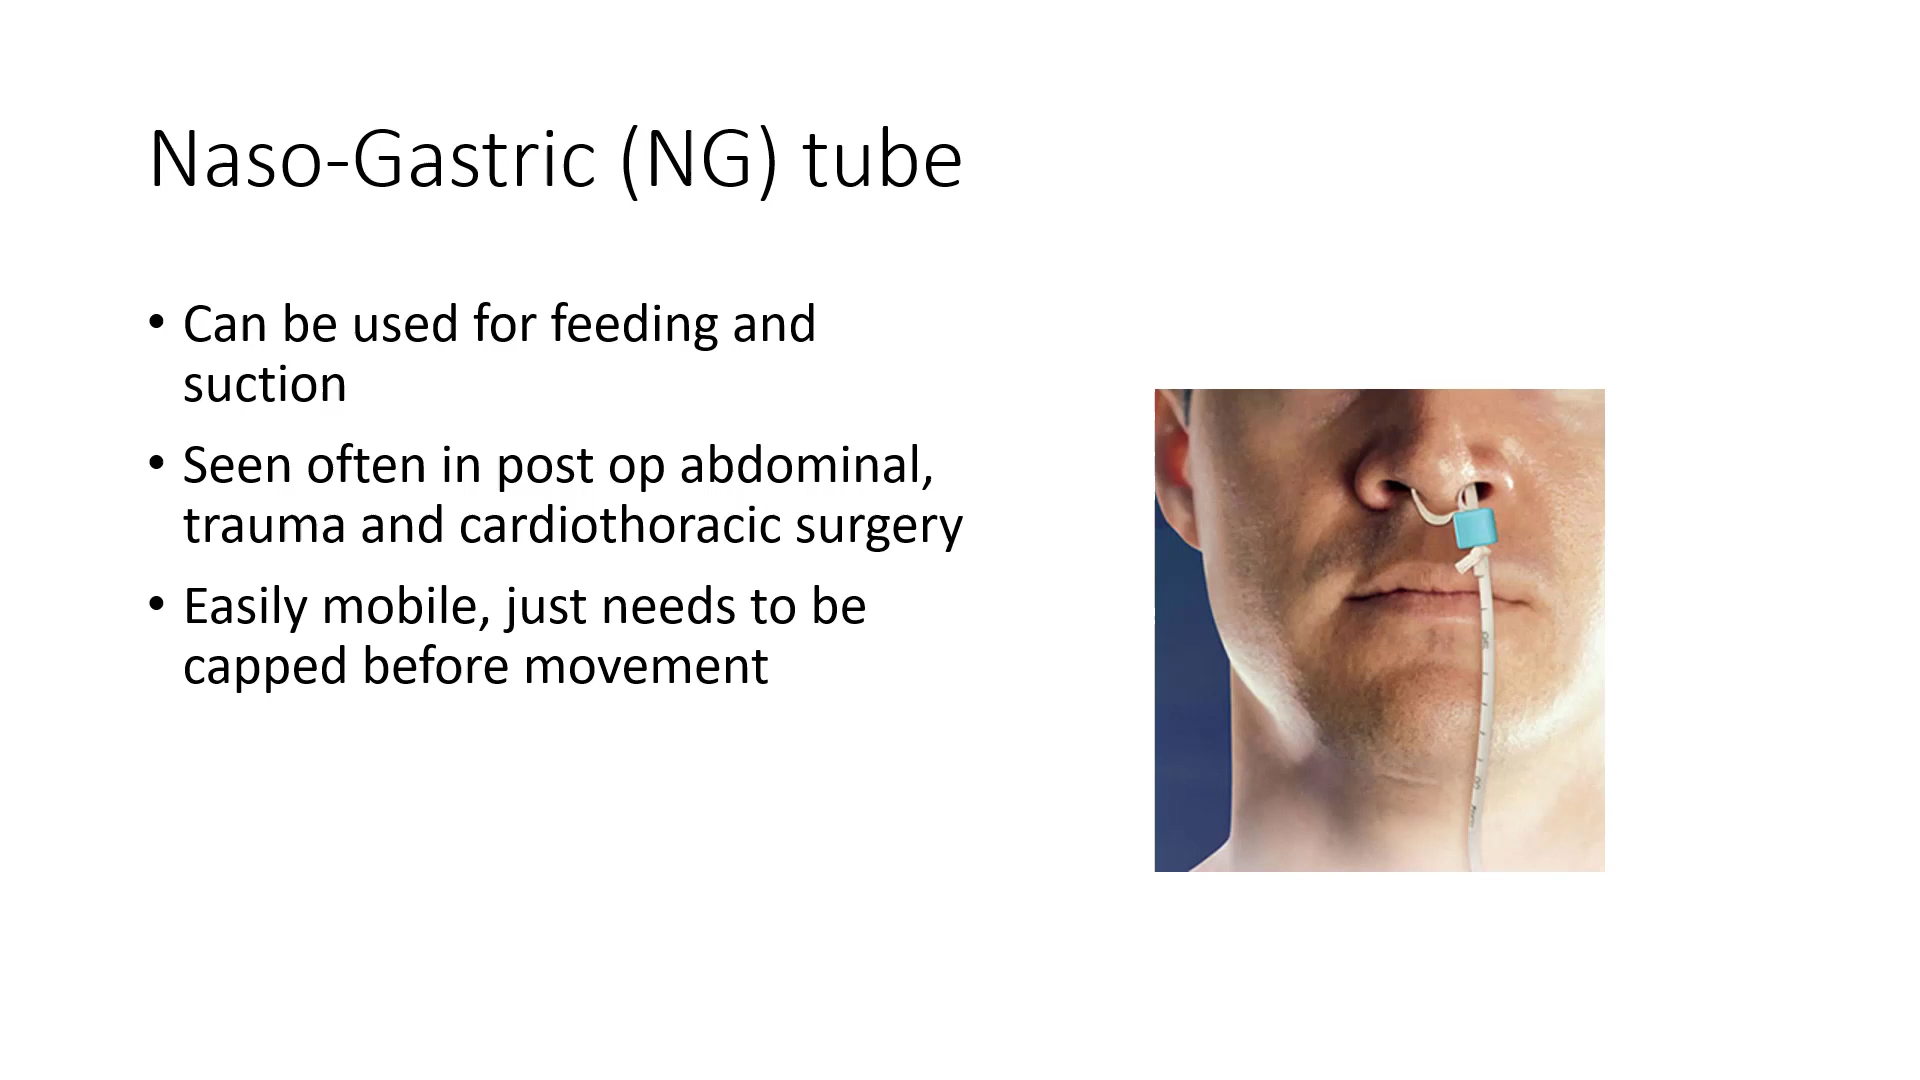 Naso-Gastric (NG) tube
• Can be used for feeding and
suction
• Seen often in post op abdominal,
trauma and cardiothoracic surgery
• Easily mobile, just needs to be
capped before movement